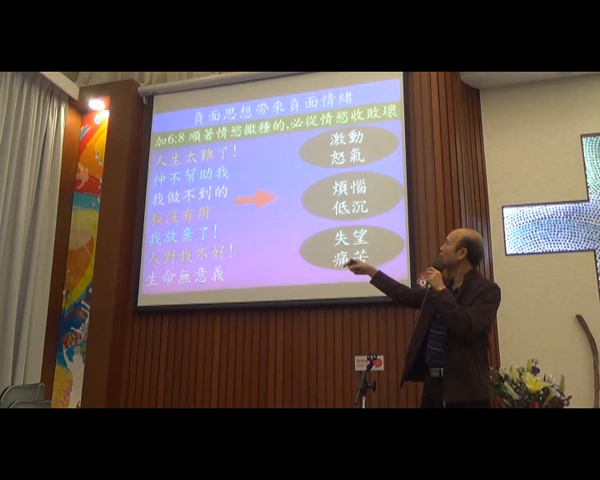 負面思想帶來負面情緒
加6:8 順著情慾撒種的,必從情慾收敗壞
人生太難了!
神不幫助我
我做不到的
我沒有用
我放棄了!
人對我不好!
生命無意義
激動
怒氣
煩惱
低沉
失望
痛苦